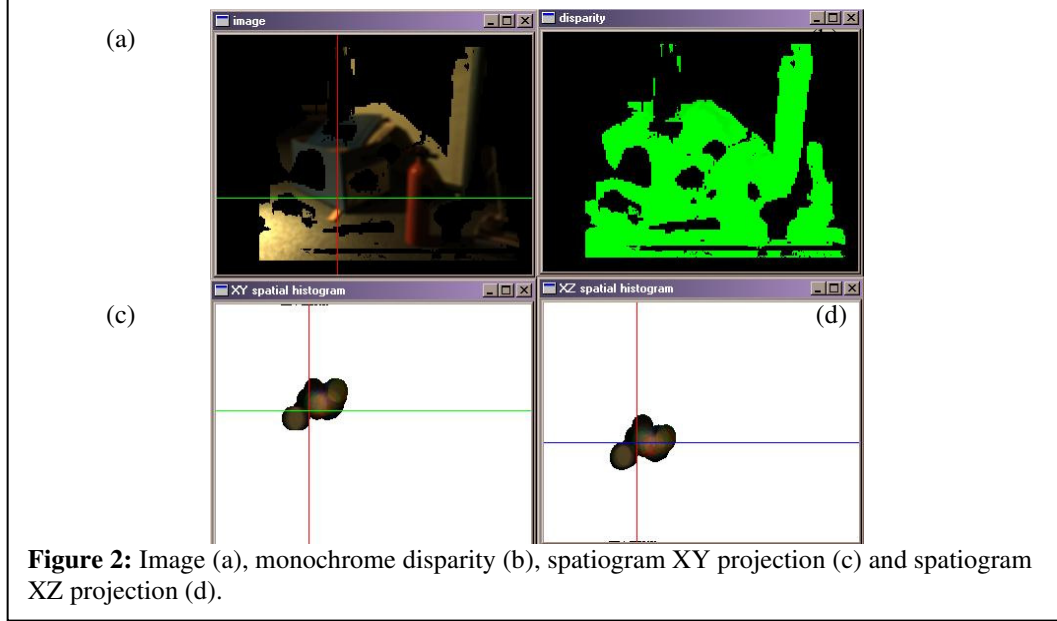 (a)
image
disparity
(b)
(c)
XY spatial histogram
XZ spatial histogram
(d)
Figure 2: Image (a), monochrome disparity (b), spatiogram XY projection (c) and spatiogram
XZ projection (d).